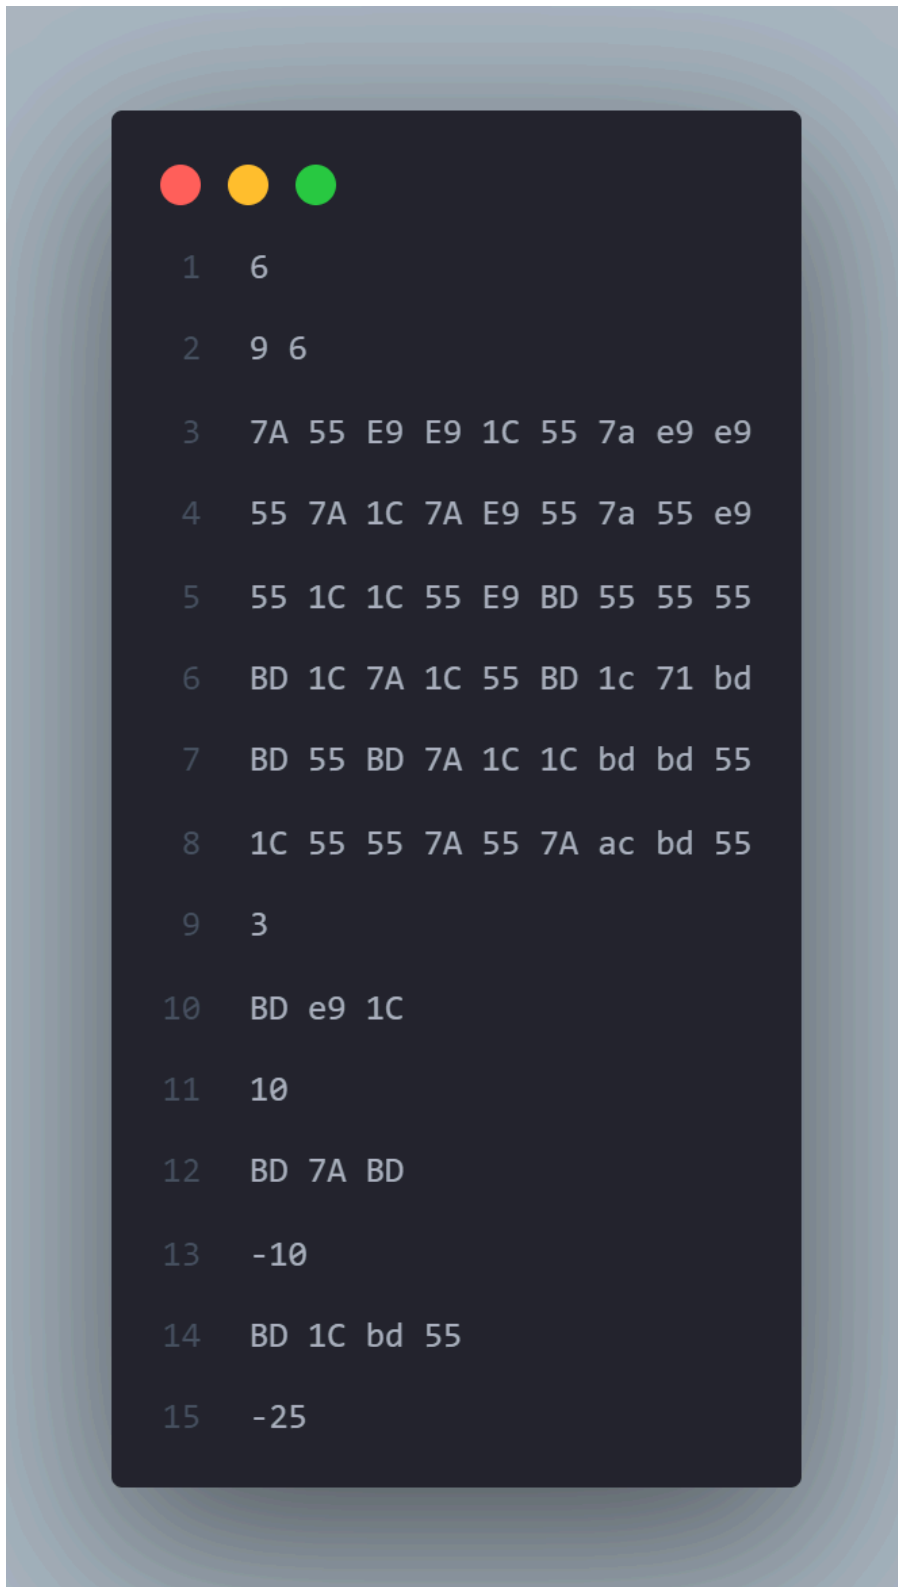 1 6
2 9 6
3 7A 55 E9 E9 1C 55 7a e9 e9
4 55 7A 1C 7A E9 55 7a 55 e9
5 55 1C 1C 55 E9 BD 55 55 55
6 BD 1C 7A 1C 55 BD 1c 71 bd
7 BD 55 BD 7A 1C 1C bd bd 55
8 1C 55 55 7A 55 7A ac bd 55
9 3
10 BD e9 1C
11 10
12 BD 7A BD
13 -10
14 BD 1C bd 55
15 -25